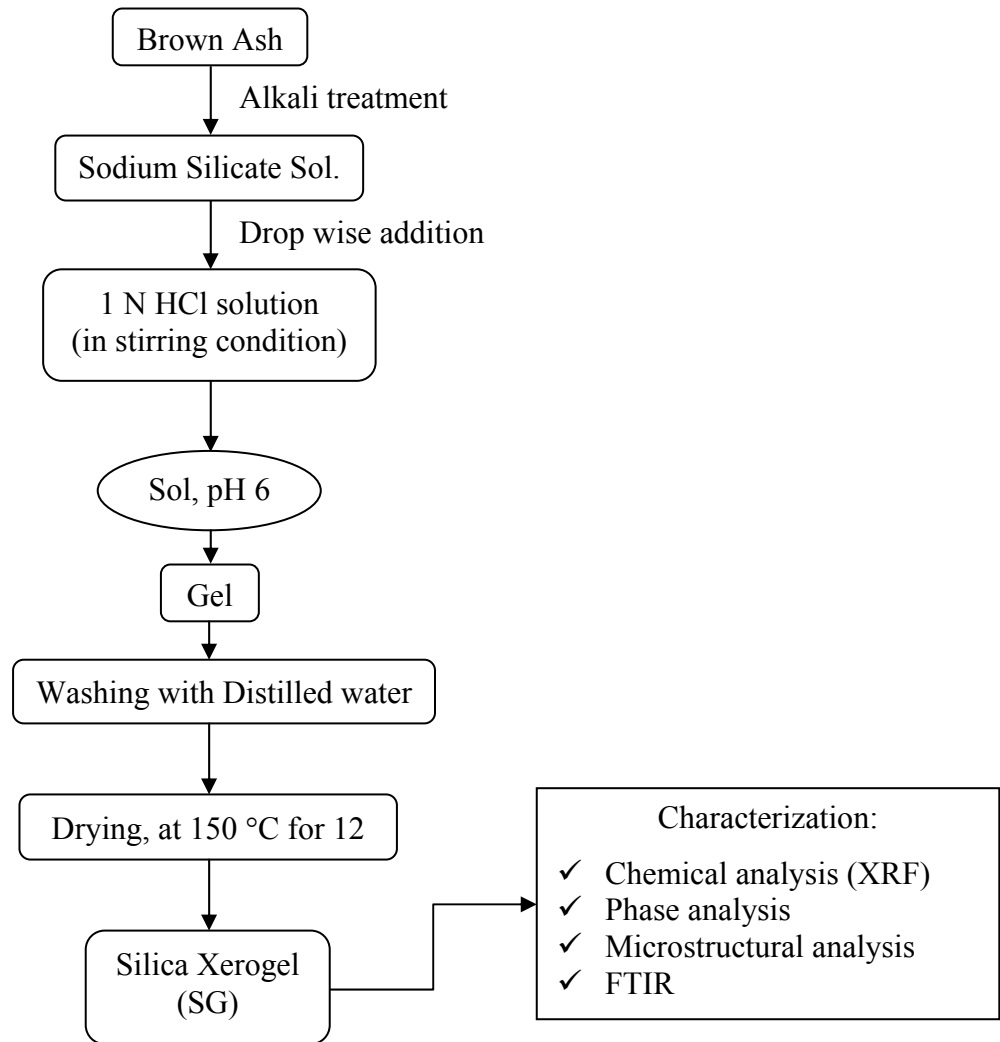 Brown Ash
Alkali treatment
Sodium Silicate Sol.
Drop wise addition
1 N HCl solution
(in stirring condition)
Sol, pH 6
Gel
Washing with Distilled water
Drying, at 150 °C for 12
Silica Xerogel
(SG)
Characterization:
✓ Chemical analysis (XRF)
✓ Phase analysis
✓ Microstructural analysis
✓ FTIR